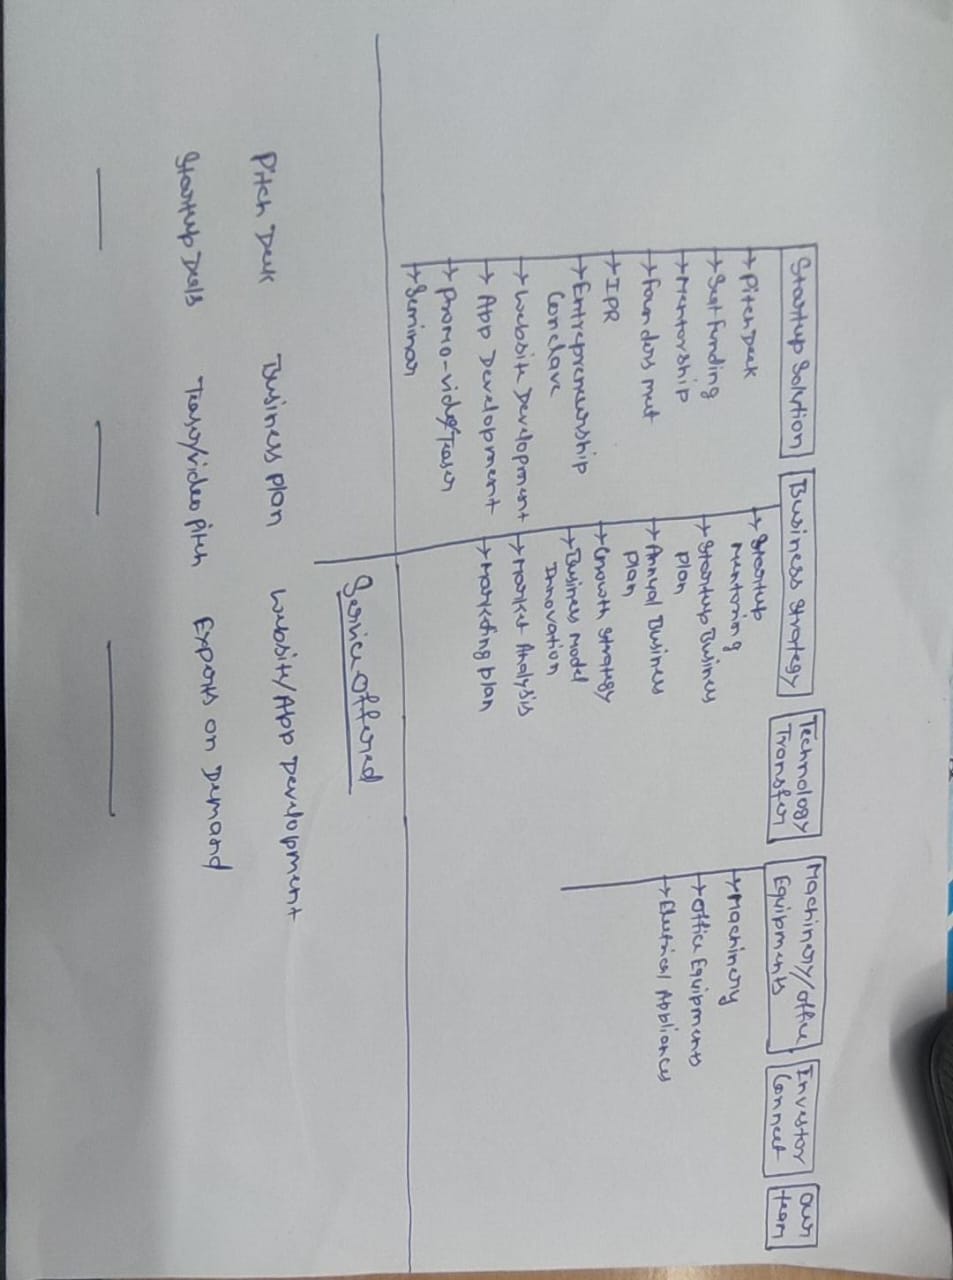 Startup Solution
→ Pitch Deck
→ Seat Funding
→ Mentorship
→ Founders meet
→ IPR
→ Entrepreneurship
Conclave
→ Website Development
→ App Development
→ Promo-video/Teaser
→ Seminar
Business Strategy
→ Startup
Mentoring
→ Startup Business
Plan
→ Annual Business
Plan
→ Growth Strategy
→ Business Model
Innovation
→ Market Analysis
→ Marketing plan
Technology
Transfer
Machinery/office
Equipments
→ Machinery
→ Office Equipments
→ Electrical Appliances
Investor
Connect
Our
team
Service Offered
Pitch Deck Business plan Website/App Development
Startup Deals Teaser/video pitch Experts on Demand